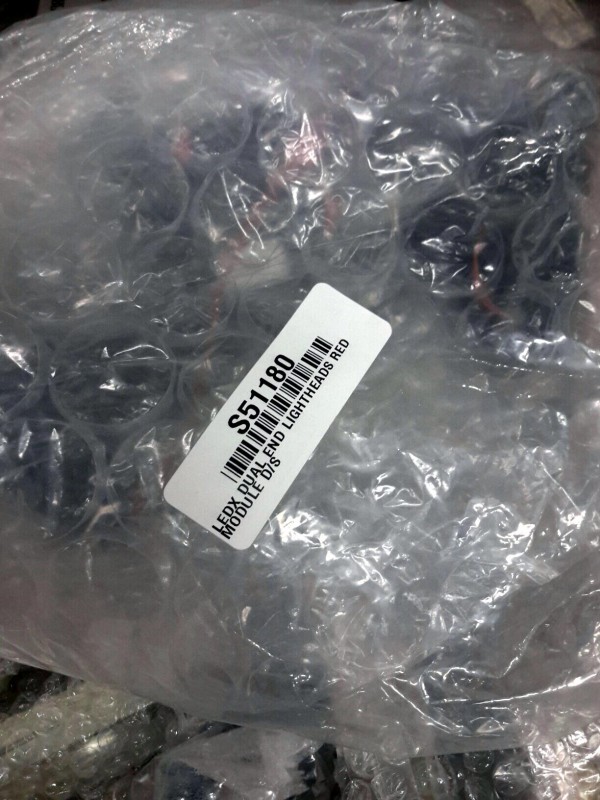 S51180
LEDX DUAL END LIGHTHEADS RED
MODULE D/S